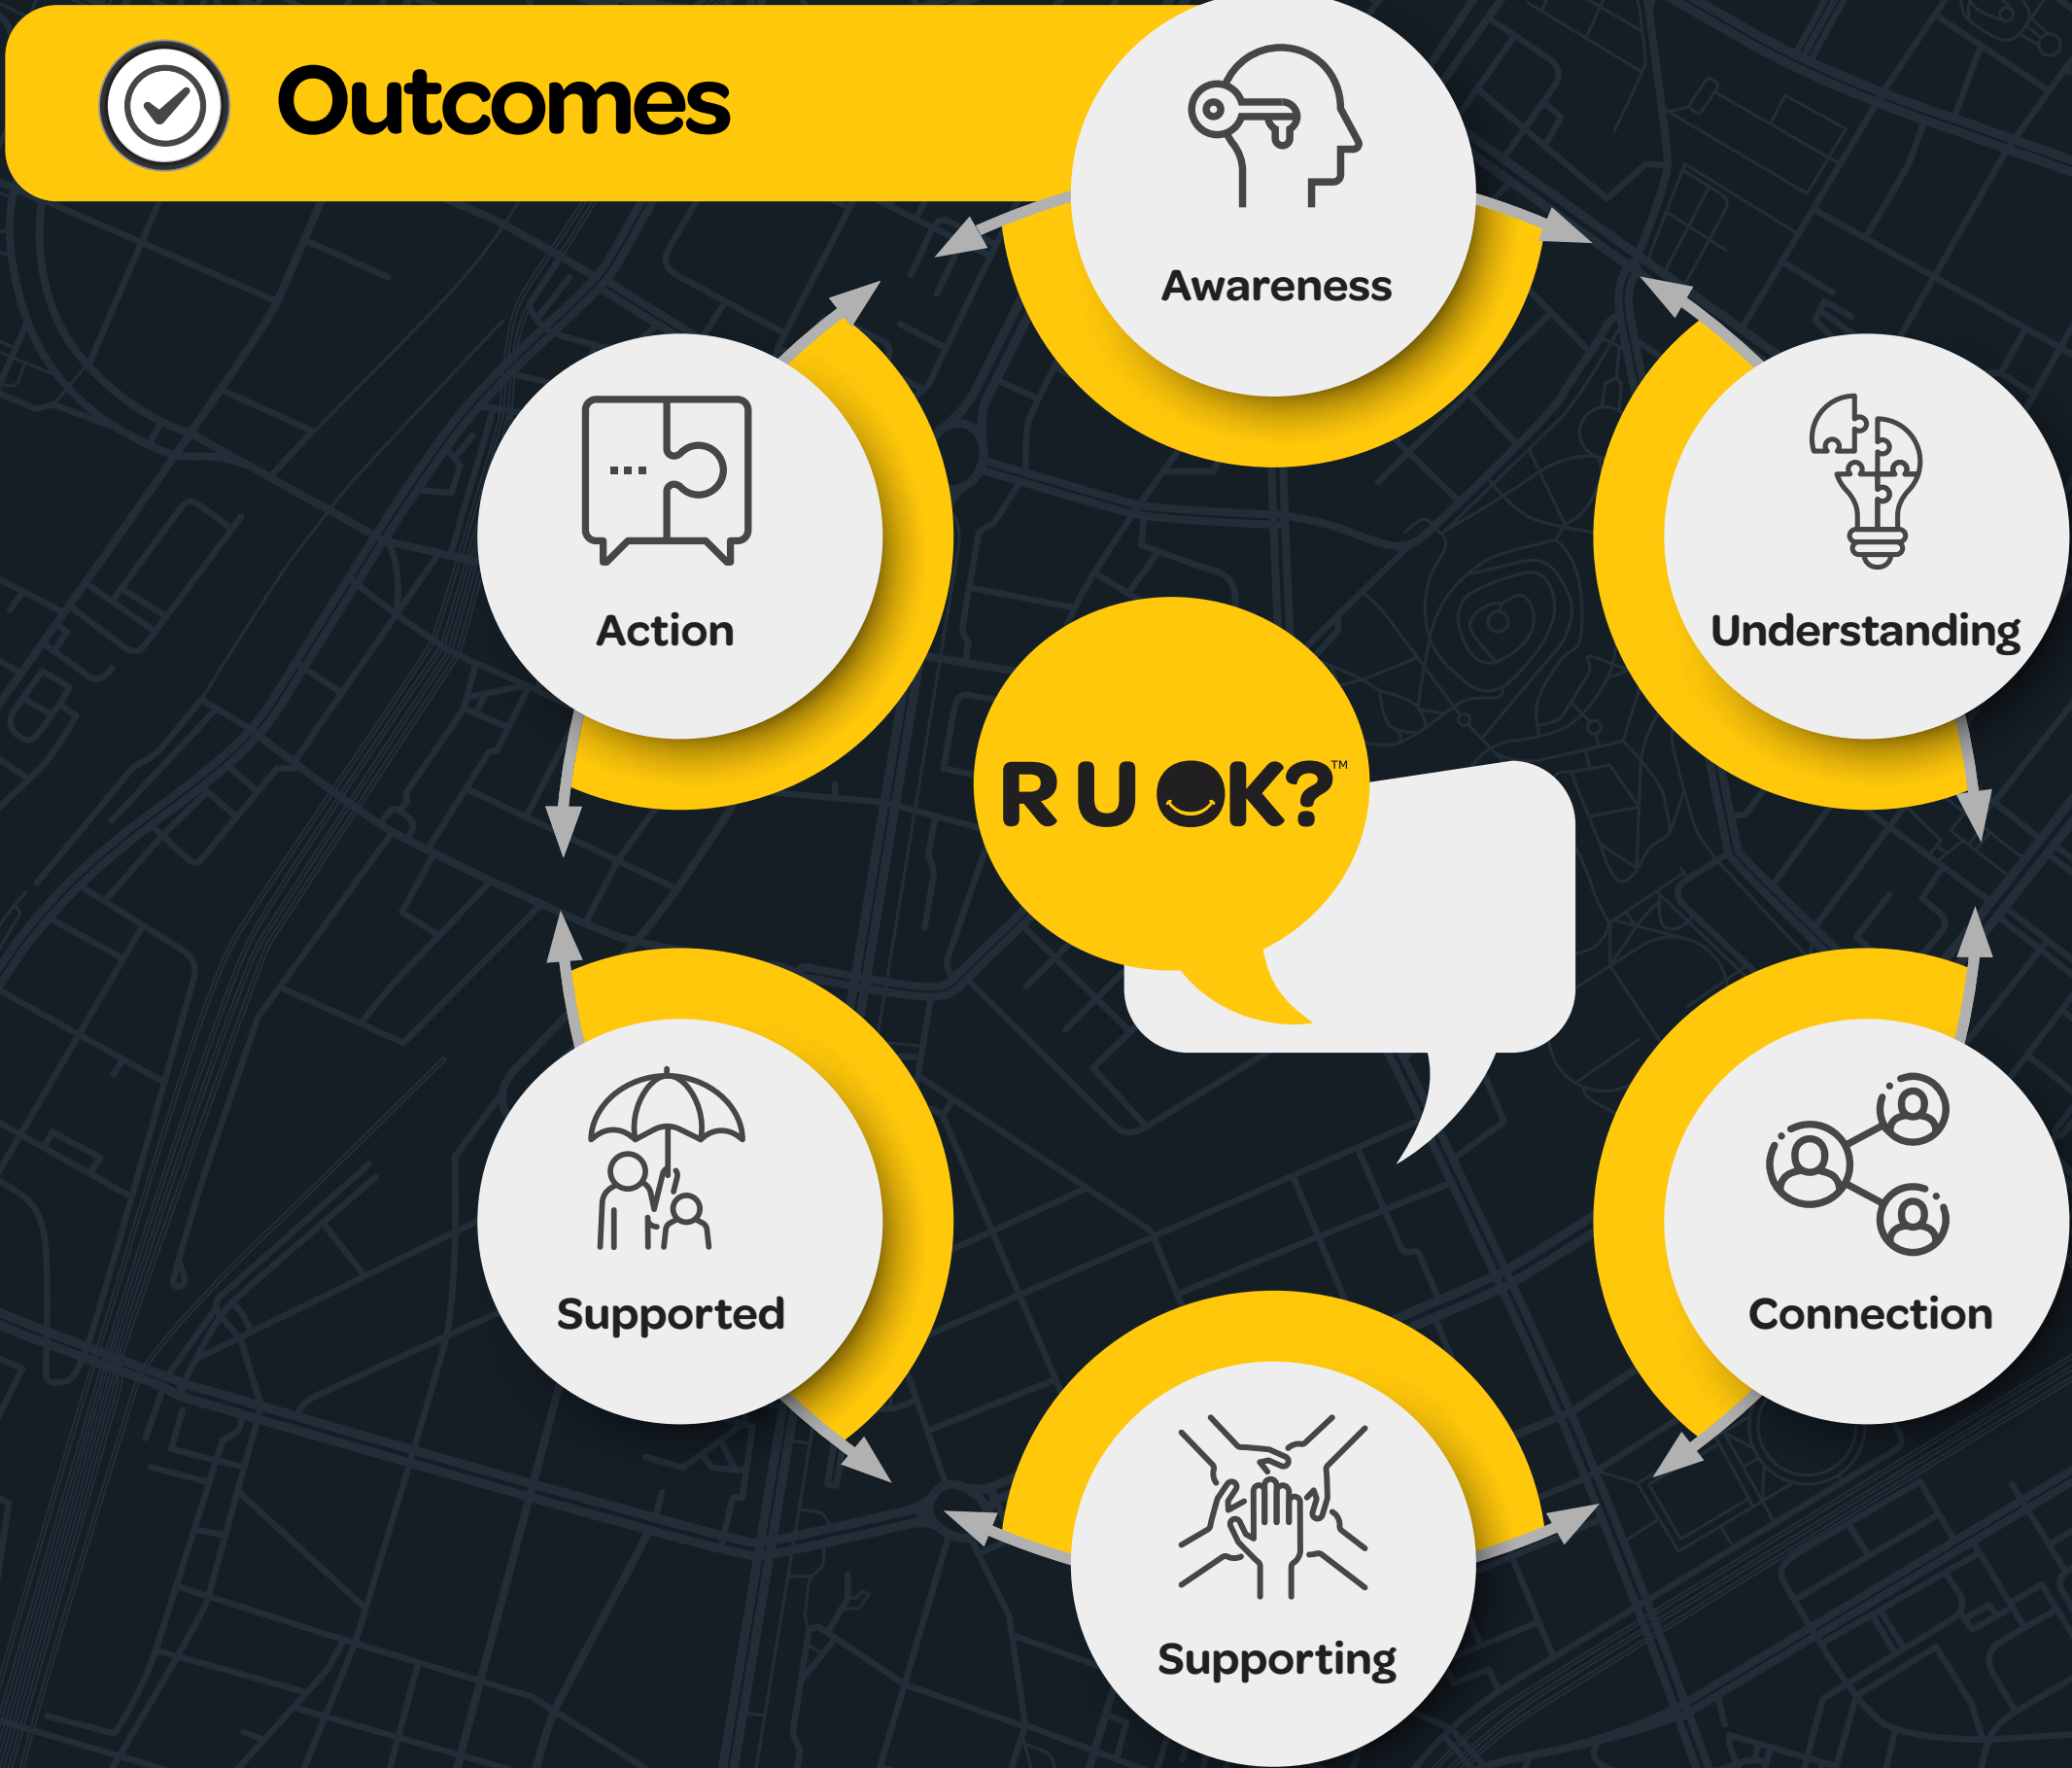 Outcomes
Awareness
Action
Understanding
R U OK?™
Supported
Connection
Supporting